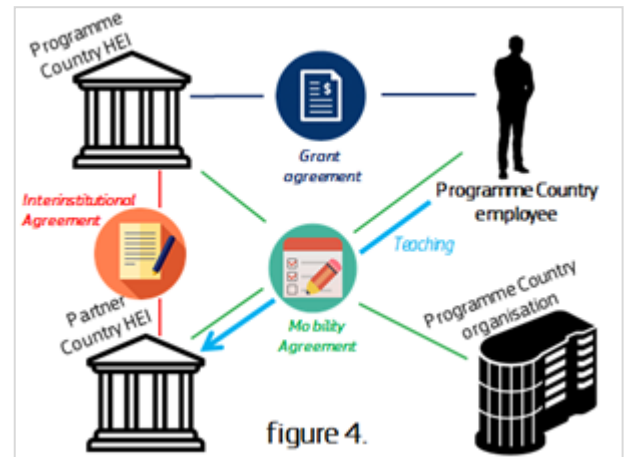 Programme
Country HEI
$
Grant
agreement
Programme Country
employee
Interinstitutional
Agreement
Teaching
Partner
Country HEI
Mobility
Agreement
Programme Country
organisation
figure 4.